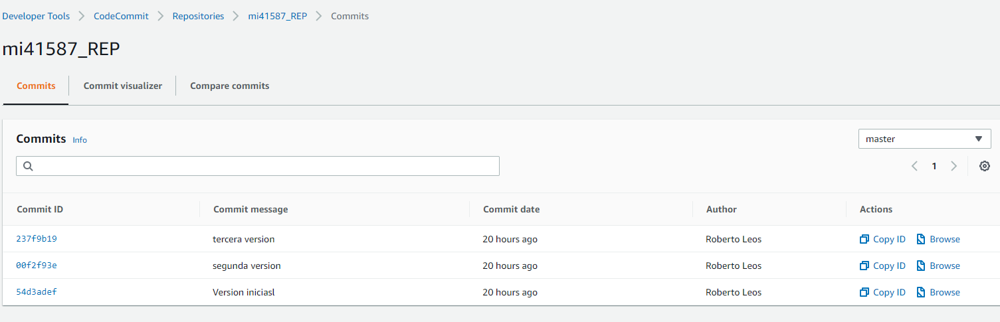 Developer Tools > CodeCommit > Repositories > mi41587_REP > Commits
mi41587_REP
Commits Commit visualizer Compare commits
Commits Info master
1
Commit ID Commit message Commit date Author Actions
237f9b19 tercera version 20 hours ago Roberto Leos Copy ID Browse
00f2f93e segunda version 20 hours ago Roberto Leos Copy ID Browse
54d3adef Version iniciasl 20 hours ago Roberto Leos Copy ID Browse